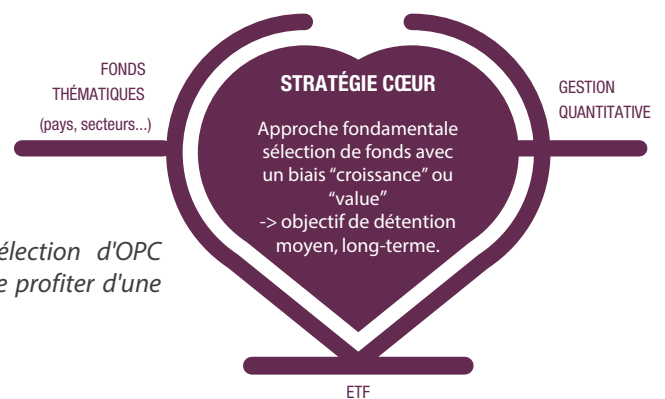 FONDS
THÉMATIQUES
(pays, secteurs...)
STRATÉGIE CŒUR
Approche fondamentale
sélection de fonds avec
un biais “croissance” ou
“value”
-> objectif de détention
moyen, long-terme.
GESTION
QUANTITATIVE
élection d'OPC
e profiter d'une
ETF